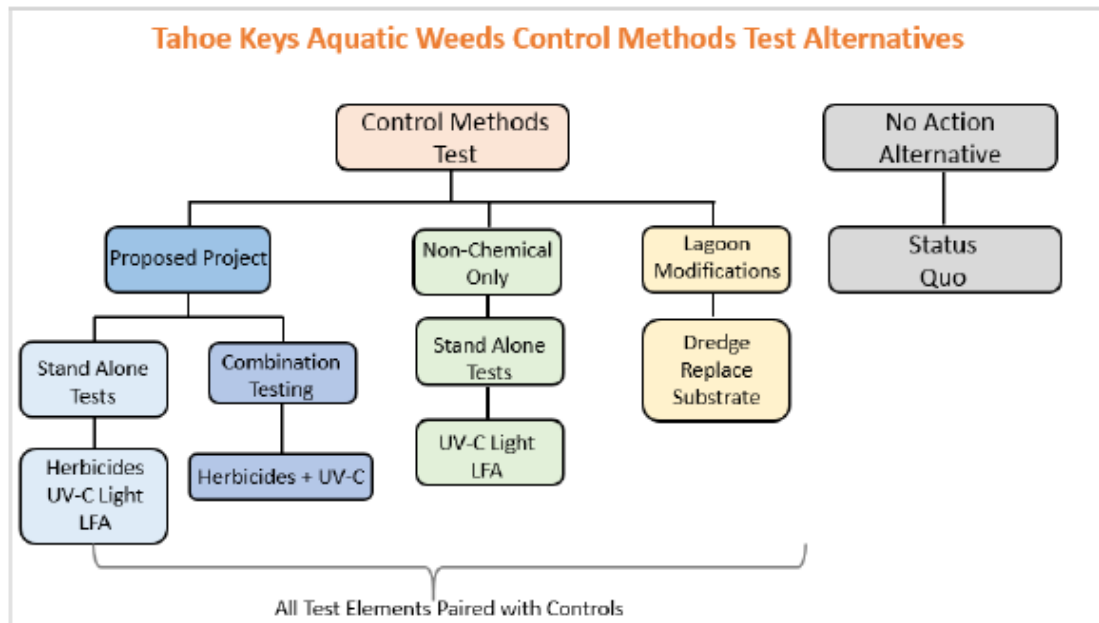 Tahoe Keys Aquatic Weeds Control Methods Test Alternatives
Control Methods
Test
No Action
Alternative
Proposed Project
Non-Chemical
Only
Lagoon
Modifications
Status
Quo
Stand Alone
Tests
Combination
Testing
Stand Alone
Tests
Dredge
Replace
Substrate
Herbicides
UV-C Light
LFA
Herbicides + UV-C
UV-C Light
LFA
All Test Elements Paired with Controls